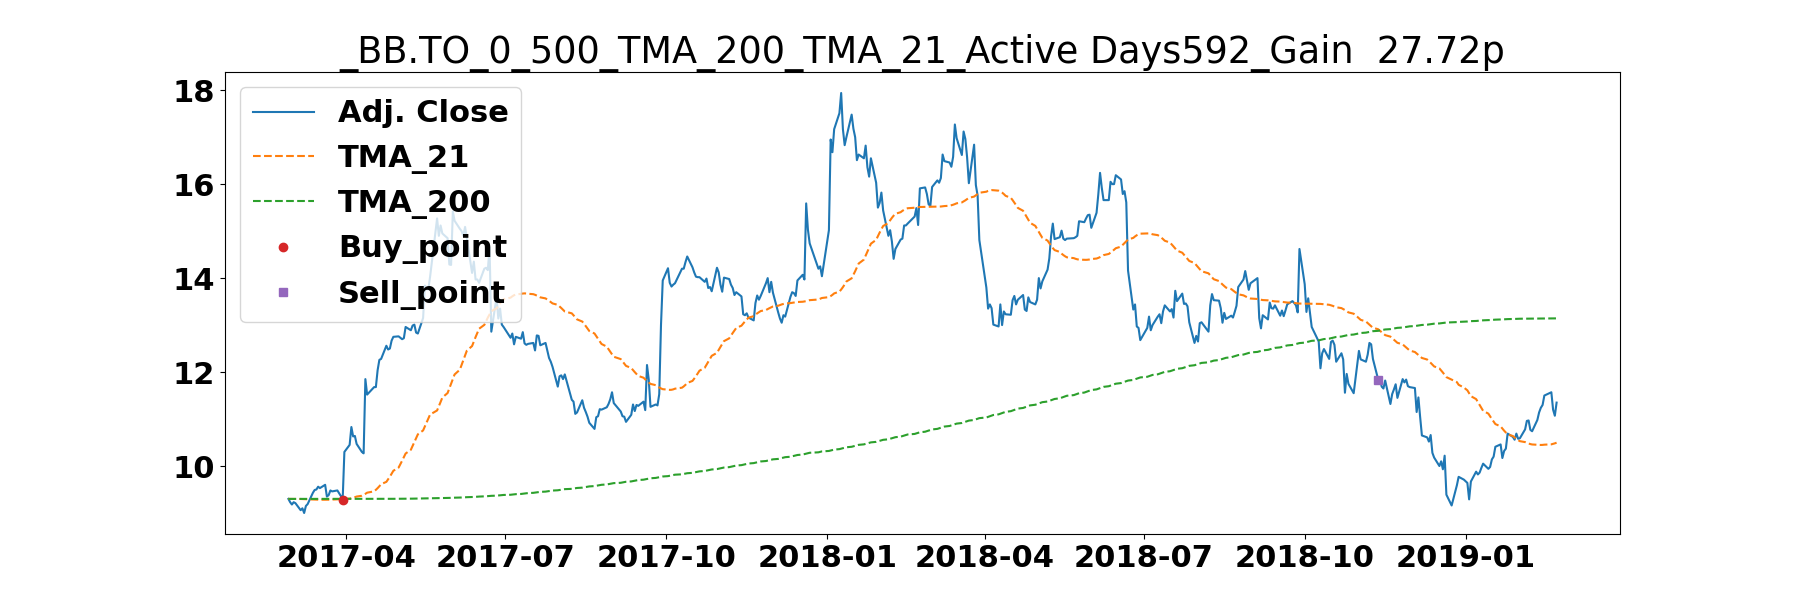 _BB.TO_0_500_TMA_200_TMA_21_Active Days592_Gain  27.72p
18
16
14
12
10
Adj. Close
TMA_21
TMA_200
Buy_point
Sell_point
2017-04 2017-07 2017-10 2018-01 2018-04 2018-07 2018-10 2019-01